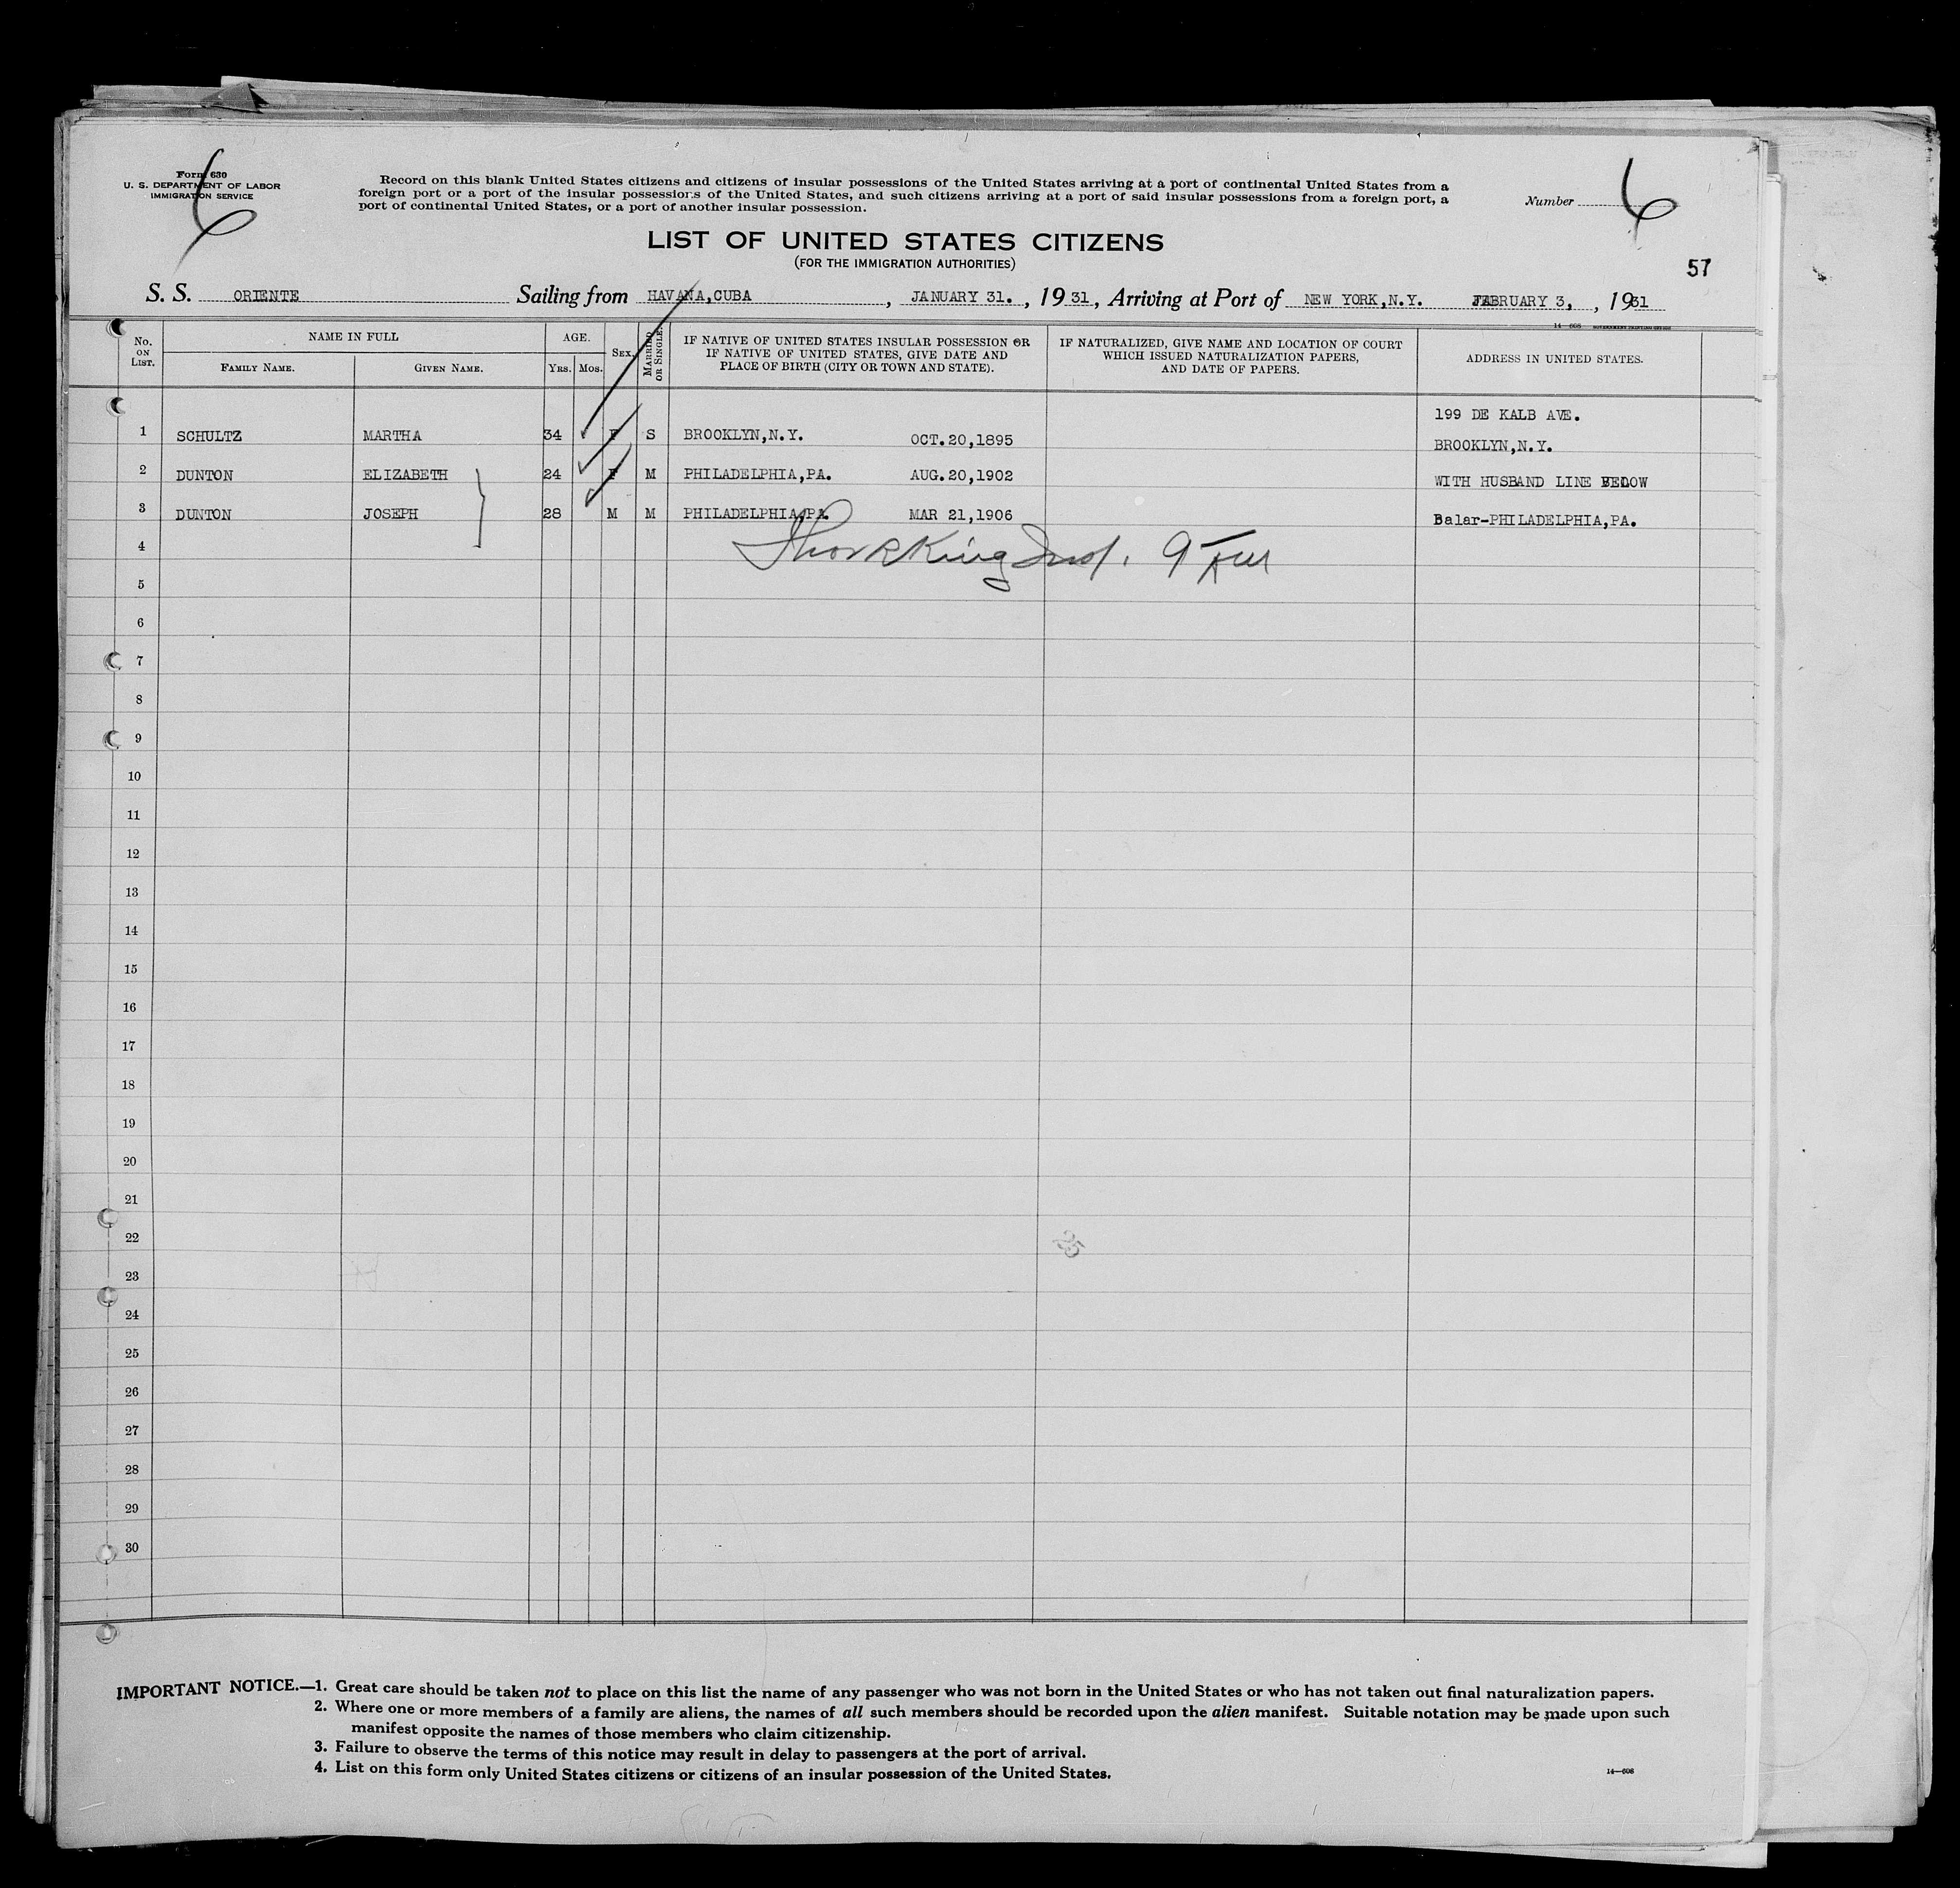 Form 630
U. S. DEPARTMENT OF LABOR
IMMIGRATION SERVICE
6
Record on this blank United States citizens and citizens of insular possessions of the United States arriving at a port of continental United States from a
foreign port or a port of the insular possessions of the United States, and such citizens arriving at a port of said insular possessions from a foreign port, a
port of continental United States, or a port of another insular possession.
Number 6
LIST OF UNITED STATES CITIZENS
(FOR THE IMMIGRATION AUTHORITIES)
57
S. S. ORIENTE Sailing from HAVANA,CUBA, JANUARY 31., 1931, Arriving at Port of NEW YORK,N.Y. FEBRUARY 3,, 1931
14—608 GOVERNMENT PRINTING OFFICE
No. ON LIST. NAME IN FULL AGE. SEX. MARRIED OR SINGLE. IF NATIVE OF UNITED STATES INSULAR POSSESSION OR IF NATIVE OF UNITED STATES, GIVE DATE AND PLACE OF BIRTH (CITY OR TOWN AND STATE). IF NATURALIZED, GIVE NAME AND LOCATION OF COURT WHICH ISSUED NATURALIZATION PAPERS, AND DATE OF PAPERS. ADDRESS IN UNITED STATES.
FAMILY NAME. GIVEN NAME. YRS. MOS.
199 DE KALB AVE.
1 SCHULTZ MARTHA 34 F S BROOKLYN,N.Y. OCT.20,1895 BROOKLYN,N.Y.
2 DUNTON ELIZABETH 24 F M PHILADELPHIA,PA. AUG.20,1902 WITH HUSBAND LINE BELOW
3 DUNTON JOSEPH 28 M M PHILADELPHIA,PA. MAR 21,1906 Balar-PHILADELPHIA,PA.
4 King Insp.
5
6
7
8
9
10
11
12
13
14
15
16
17
18
19
20
21
22
25
23
24
25
26
27
28
29
30
IMPORTANT NOTICE.—1. Great care should be taken not to place on this list the name of any passenger who was not born in the United States or who has not taken out final naturalization papers.
2. Where one or more members of a family are aliens, the names of all such members should be recorded upon the alien manifest. Suitable notation may be made upon such
manifest opposite the names of those members who claim citizenship.
3. Failure to observe the terms of this notice may result in delay to passengers at the port of arrival.
4. List on this form only United States citizens or citizens of an insular possession of the United States.
14—608